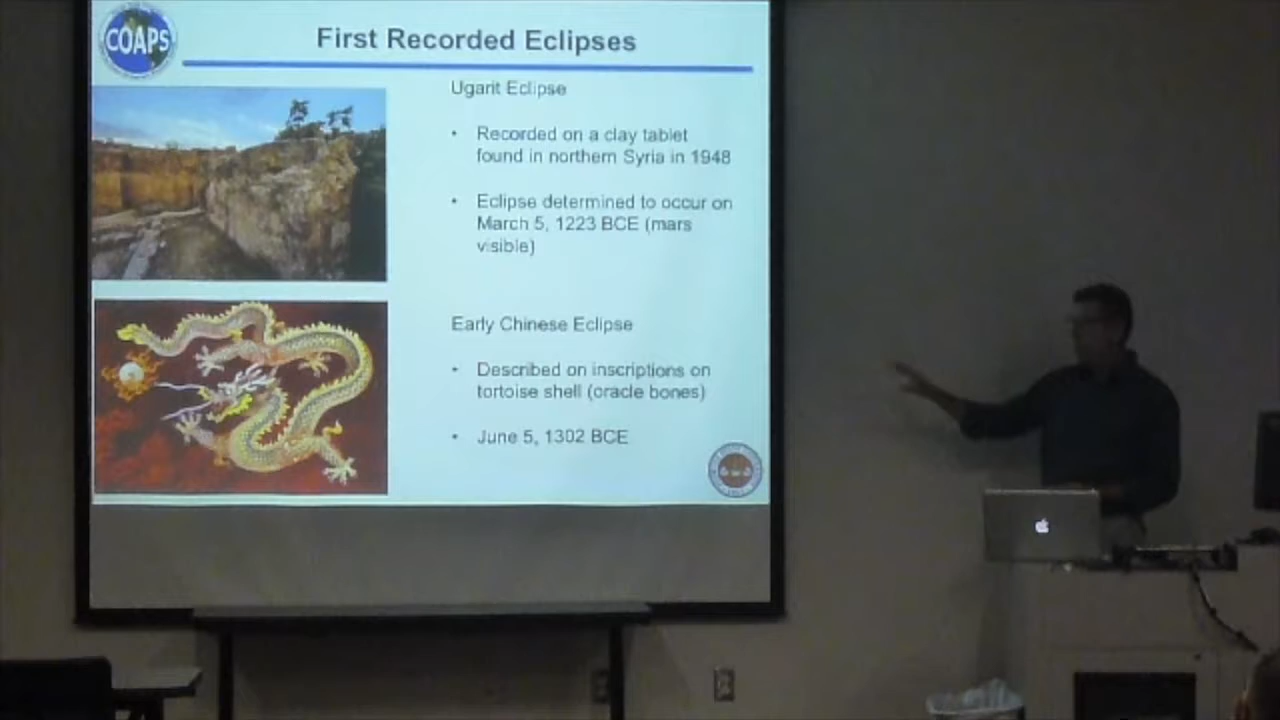 COAPS
First Recorded Eclipses
Ugarit Eclipse
• Recorded on a clay tablet
found in northern Syria in 1948
• Eclipse determined to occur on
March 5, 1223 BCE (mars
visible)
Early Chinese Eclipse
• Described on inscriptions on
tortoise shell (oracle bones)
• June 5, 1302 BCE